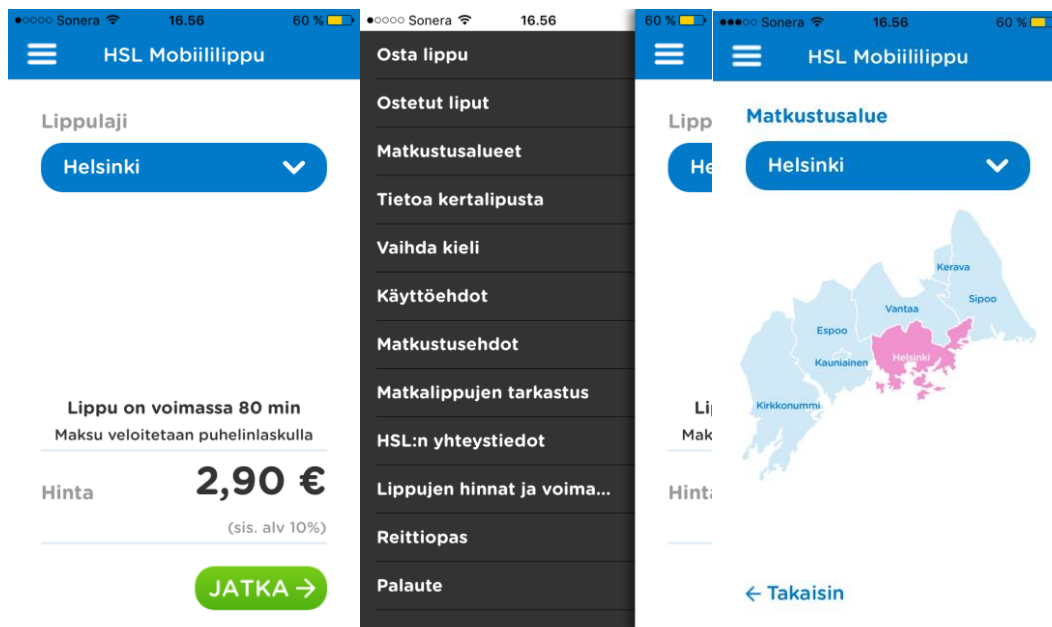 Sonera 16.56 60 %
HSL Mobiililippu
Lippulaji
Helsinki
Lippu on voimassa 80 min
Maksu veloitetaan puhelinlaskulla
Hinta 2,90 €
(sis. alv 10%)
JATKA →
Sonera 16.56
Osta lippu
Ostetut liput
Matkustusalueet
Tietoa kertalipusta
Vaihda kieli
Käyttöehdot
Matkustusehdot
Matkalippujen tarkastus
HSL:n yhteystiedot
Lippujen hinnat ja voima...
Reittiopas
Palaute
60 %
Lipp
He
Li
Mak
Hint
Sonera 16.56 60 %
HSL Mobiililippu
Matkustusalue
Helsinki
Kerava
Sipoo
Vantaa
Espoo
Helsinki
Kauniainen
Kirkkonummi
← Takaisin